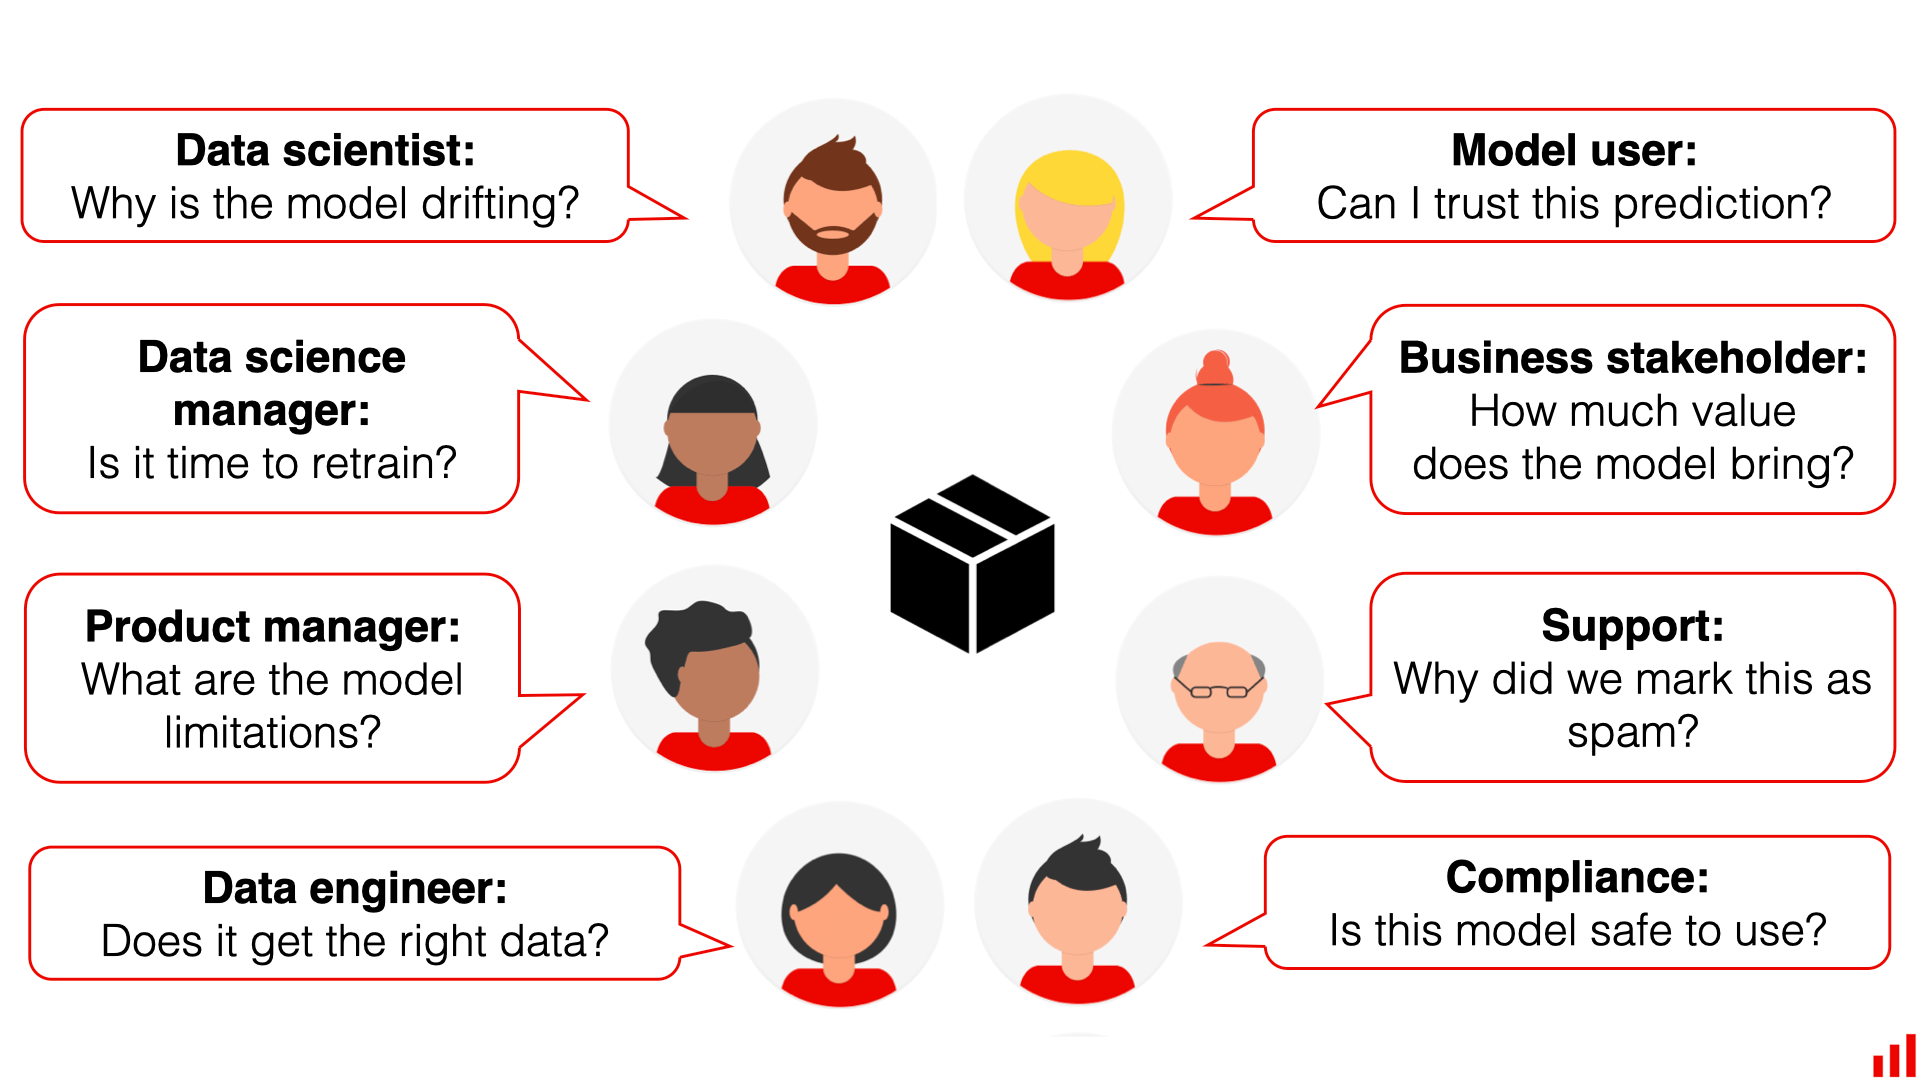 Data scientist:
Why is the model drifting?
Model user:
Can I trust this prediction?
Data science
manager:
Is it time to retrain?
Business stakeholder:
How much value
does the model bring?
Product manager:
What are the model
limitations?
Support:
Why did we mark this as
spam?
Data engineer:
Does it get the right data?
Compliance:
Is this model safe to use?